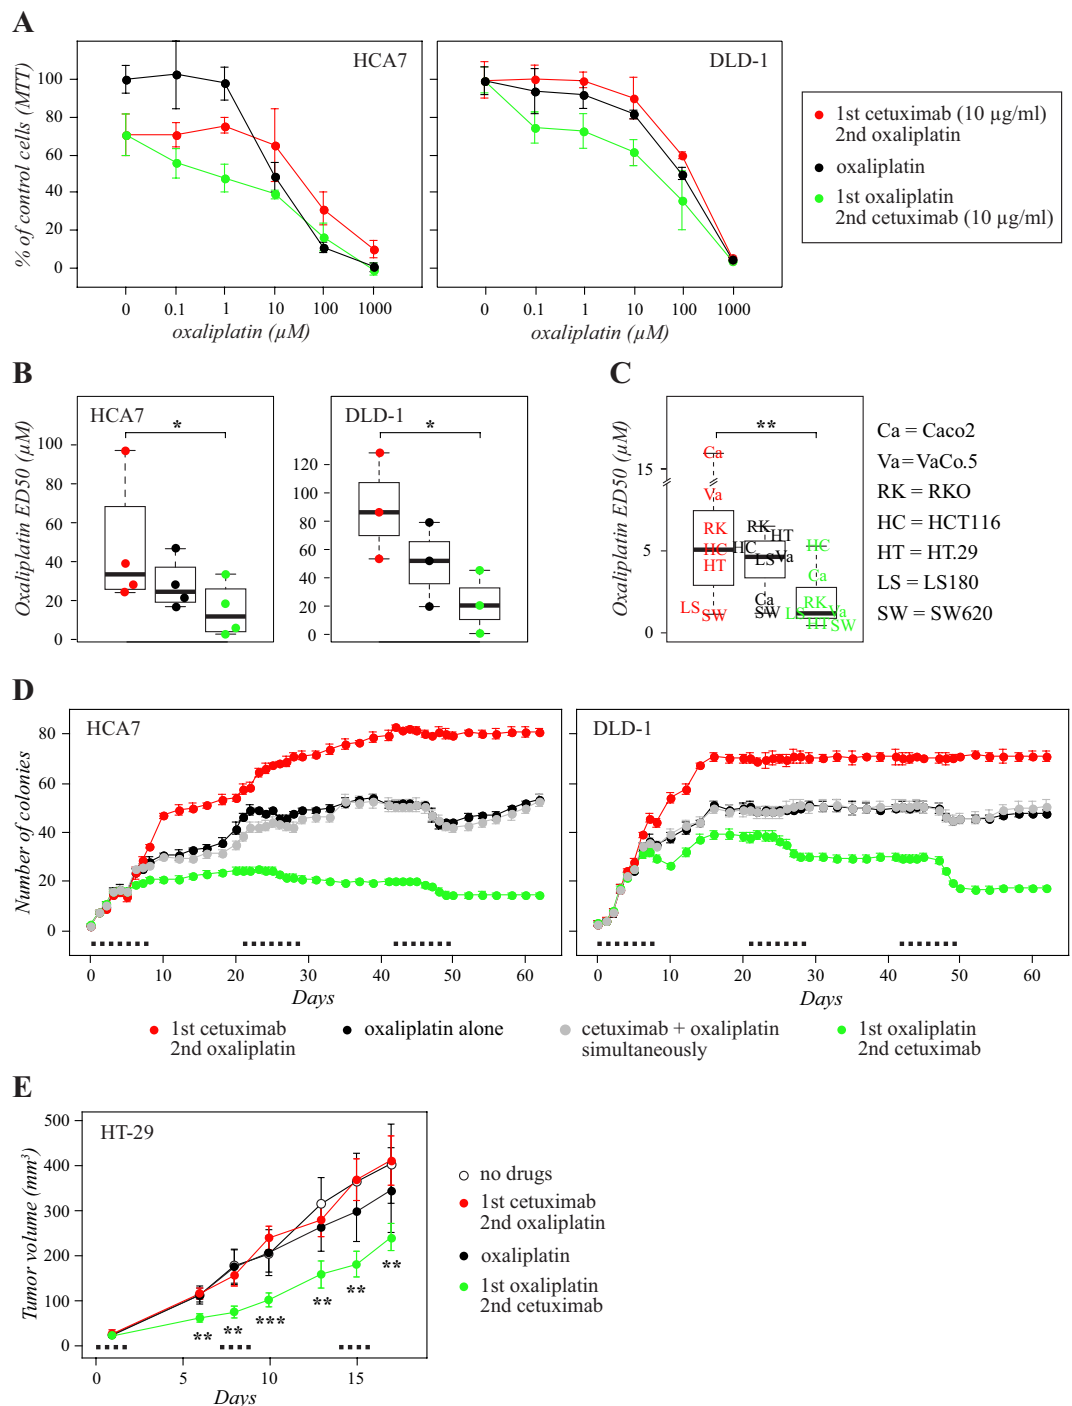 A
HCA7
DLD-1
% of control cells (MTT)
100
80
60
40
20
0
0 0.1 1 10 100 1000
0 0.1 1 10 100 1000
oxaliplatin (µM)
oxaliplatin (µM)
1st cetuximab (10 µg/ml)
2nd oxaliplatin
oxaliplatin
1st oxaliplatin
2nd cetuximab (10 µg/ml)
B
HCA7
*
Oxaliplatin ED50 (µM)
100
80
60
40
20
0
DLD-1
*
120
100
80
60
40
20
0
C
**
Oxaliplatin ED50 (µM)
15
5
0
Ca
Va
RK
HC
HT
LS
SW
RK
HT
HC
LS
Va
Ca
SW
HC
Ca
RK
LS
Va
HT
SW
Ca = Caco2
Va = VaCo.5
RK = RKO
HC = HCT116
HT = HT.29
LS = LS180
SW = SW620
D
HCA7
DLD-1
Number of colonies
80
60
40
20
0
0 10 20 30 40 50 60
0 10 20 30 40 50 60
Days
Days
1st cetuximab
2nd oxaliplatin
oxaliplatin alone
cetuximab + oxaliplatin
simultaneously
1st oxaliplatin
2nd cetuximab
E
HT-29
Tumor volume (mm³)
500
400
300
200
100
0
** ** *** ** ** **
0 5 10 15
Days
no drugs
1st cetuximab
2nd oxaliplatin
oxaliplatin
1st oxaliplatin
2nd cetuximab